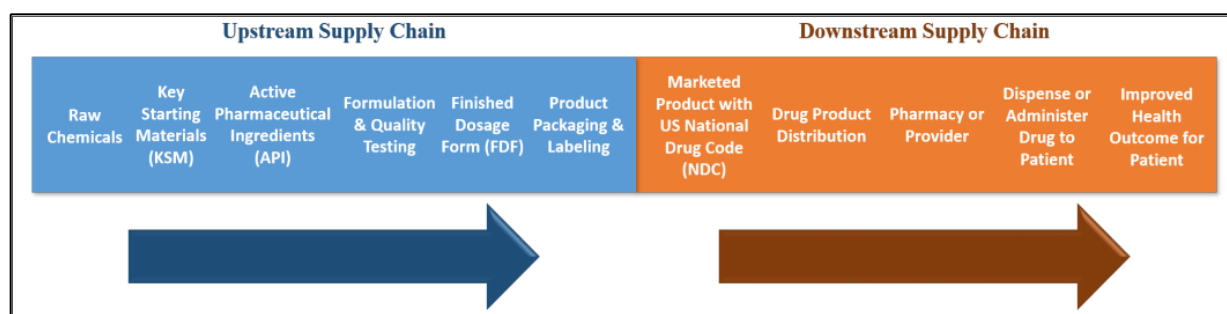 Upstream Supply Chain
Downstream Supply Chain
Raw
Chemicals
Key
Starting
Materials
(KSM)
Active
Pharmaceutical
Ingredients
(API)
Formulation
& Quality
Testing
Finished
Dosage
Form (FDF)
Product
Packaging &
Labeling
Marketed
Product with
US National
Drug Code
(NDC)
Drug Product
Distribution
Pharmacy or
Provider
Dispense or
Administer
Drug to
Patient
Improved
Health
Outcome for
Patient